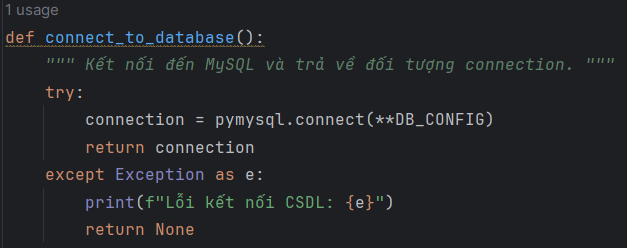 1 usage
def connect_to_database():
    """ Kết nối đến MySQL và trả về đối tượng connection. """
    try:
        connection = pymysql.connect(**DB_CONFIG)
        return connection
    except Exception as e:
        print(f"Lỗi kết nối CSDL: {e}")
        return None